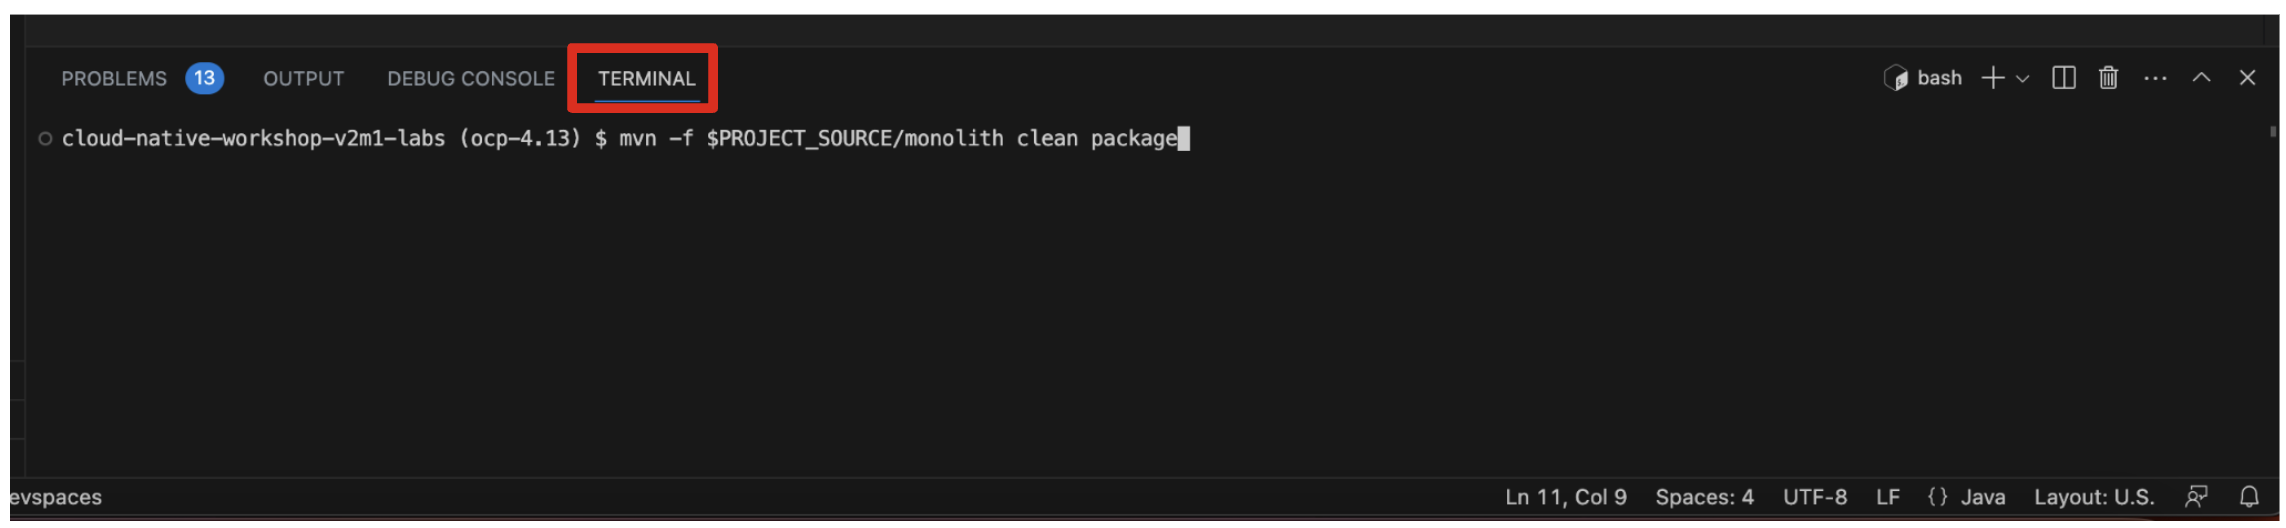 PROBLEMS 13 OUTPUT DEBUG CONSOLE TERMINAL bash
cloud-native-workshop-v2m1-labs (ocp-4.13) $ mvn -f $PROJECT_SOURCE/monolith clean package
evspaces Ln 11, Col 9 Spaces: 4 UTF-8 LF {} Java Layout: U.S.